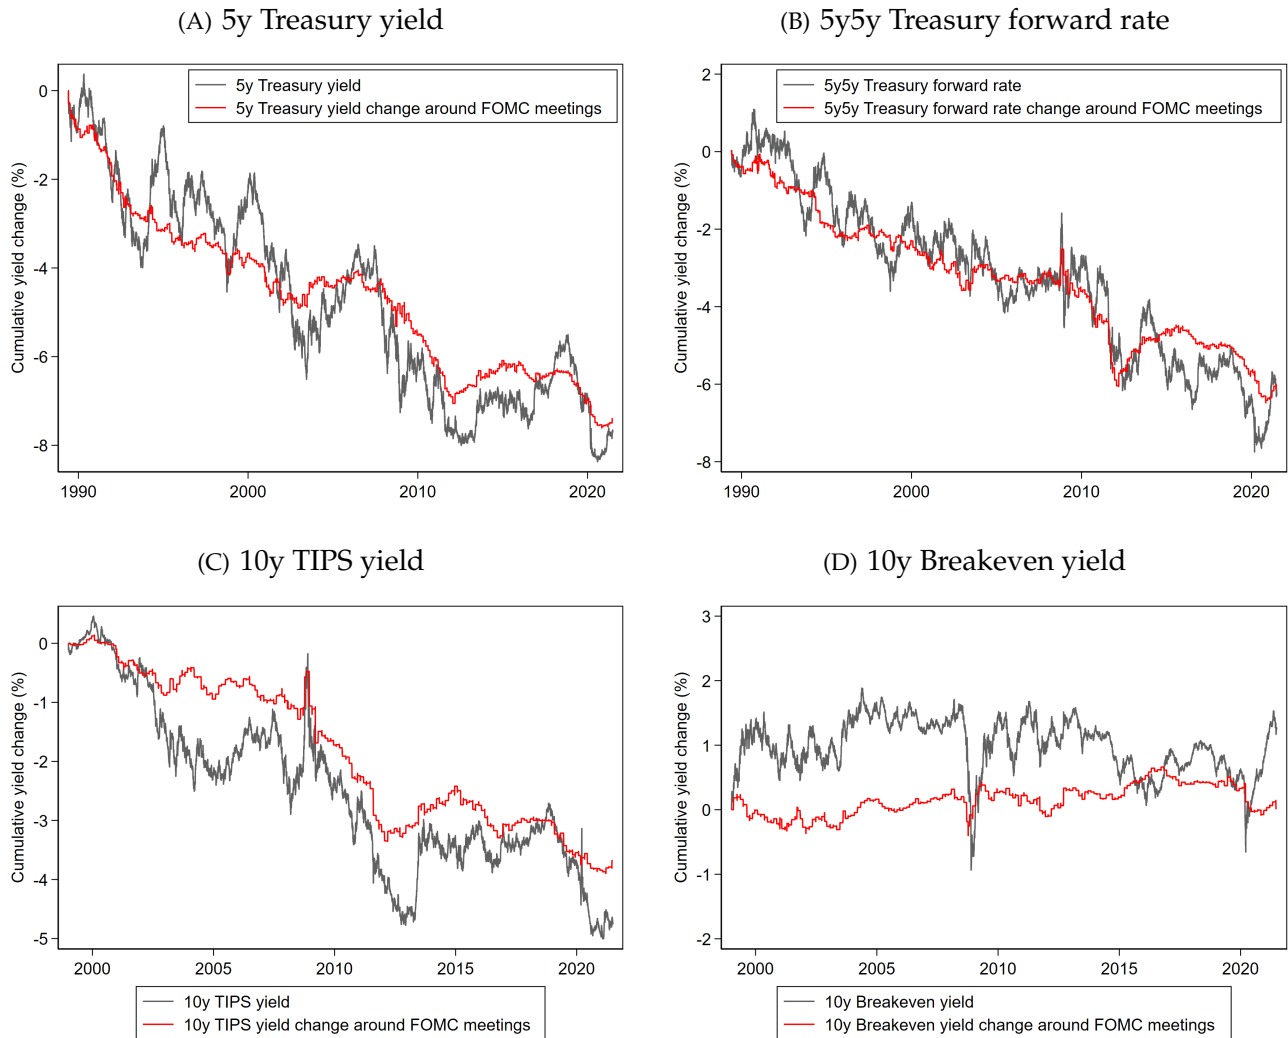 (A) 5y Treasury yield
5y Treasury yield
5y Treasury yield change around FOMC meetings
Cumulative yield change (%)
0
-2
-4
-6
-8
1990
2000
2010
2020
(B) 5y5y Treasury forward rate
5y5y Treasury forward rate
5y5y Treasury forward rate change around FOMC meetings
Cumulative yield change (%)
2
0
-2
-4
-6
-8
1990
2000
2010
2020
(C) 10y TIPS yield
Cumulative yield change (%)
0
-1
-2
-3
-4
-5
2000
2005
2010
2015
2020
10y TIPS yield
10y TIPS yield change around FOMC meetings
(D) 10y Breakeven yield
Cumulative yield change (%)
3
2
1
0
-1
-2
2000
2005
2010
2015
2020
10y Breakeven yield
10y Breakeven yield change around FOMC meetings